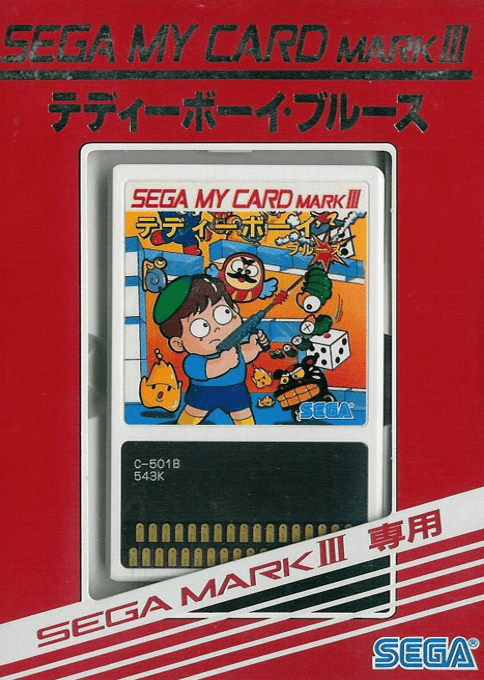 SEGA MY CARD MARK III
テディーボーイ・ブルース
SEGA MY CARD MARK III
テディーボーイ
ブルース
SEGA
C-501B
543K
SEGA MARK III 専用
SEGA